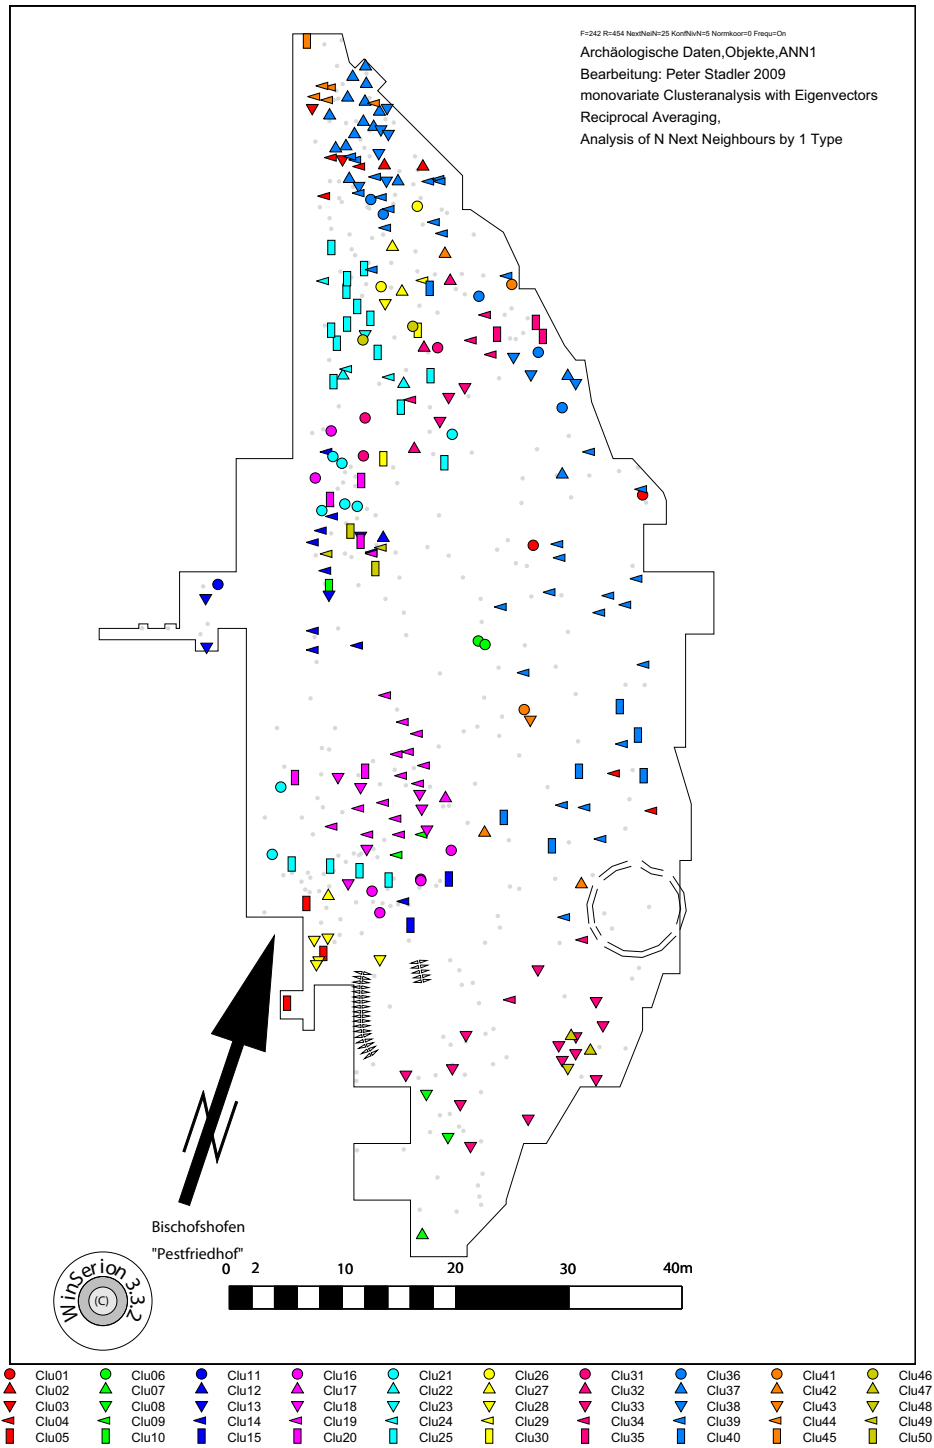 F=242 R=454 NextNeiN=25 KonfNivN=5 Normkoor=0 Frequ=On
Archäologische Daten,Objekte,ANN1
Bearbeitung: Peter Stadler 2009
monovariate Clusteranalysis with Eigenvectors
Reciprocal Averaging,
Analysis of N Next Neighbours by 1 Type
Bischofshofen
"Pestfriedhof"
WinSerion 3.3.2
(C)
0 2 10 20 30 40m
Clu01 Clu06 Clu11 Clu16 Clu21 Clu26 Clu31 Clu36 Clu41 Clu46
Clu02 Clu07 Clu12 Clu17 Clu22 Clu27 Clu32 Clu37 Clu42 Clu47
Clu03 Clu08 Clu13 Clu18 Clu23 Clu28 Clu33 Clu38 Clu43 Clu48
Clu04 Clu09 Clu14 Clu19 Clu24 Clu29 Clu34 Clu39 Clu44 Clu49
Clu05 Clu10 Clu15 Clu20 Clu25 Clu30 Clu35 Clu40 Clu45 Clu50